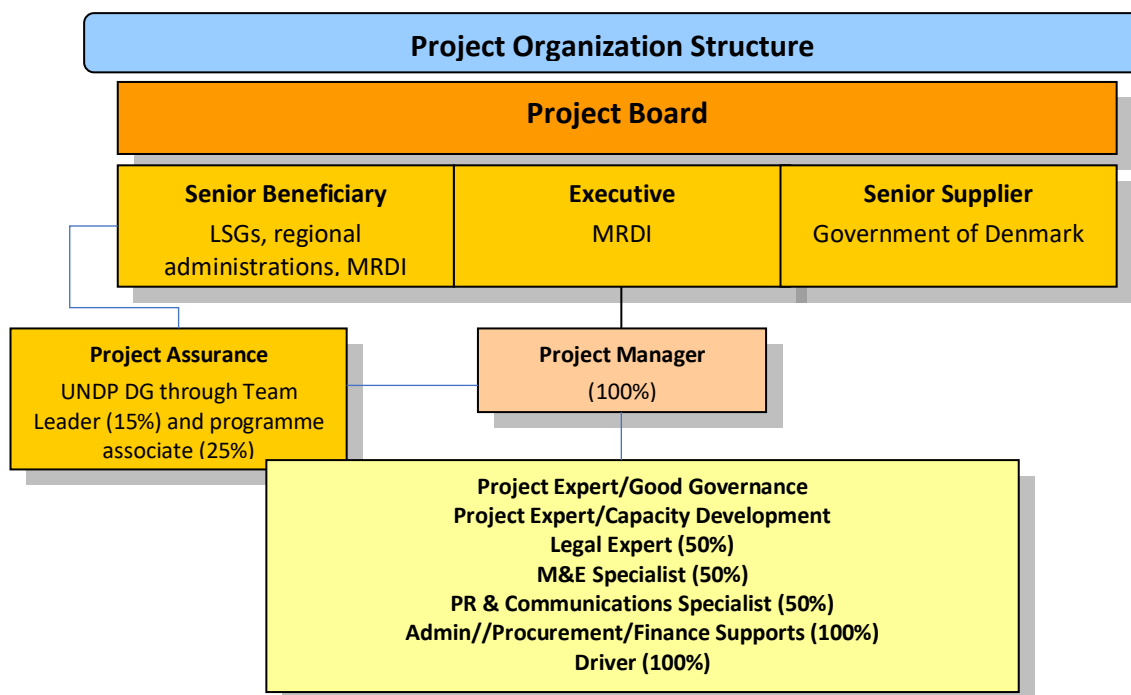 Project Organization Structure
Project Board
Senior Beneficiary
LSGs, regional
administrations, MRDI
Executive
MRDI
Senior Supplier
Government of Denmark
Project Assurance
UNDP DG through Team
Leader (15%) and programme
associate (25%)
Project Manager
(100%)
Project Expert/Good Governance
Project Expert/Capacity Development
Legal Expert (50%)
M&E Specialist (50%)
PR & Communications Specialist (50%)
Admin//Procurement/Finance Supports (100%)
Driver (100%)